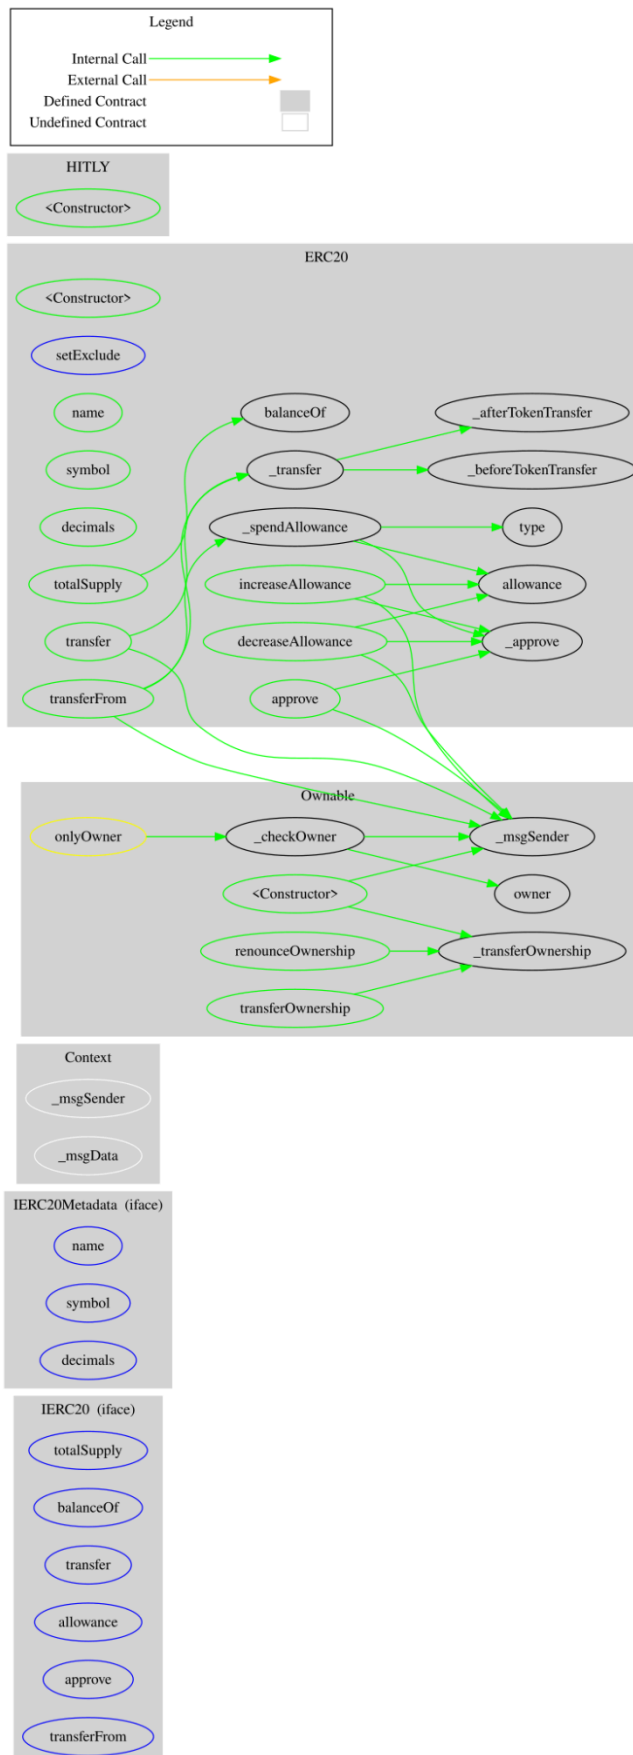 Legend
Internal Call
External Call
Defined Contract
Undefined Contract
HITLY
<Constructor>
ERC20
<Constructor>
setExclude
name
balanceOf
_afterTokenTransfer
symbol
_transfer
_beforeTokenTransfer
decimals
_spendAllowance
type
totalSupply
increaseAllowance
allowance
transfer
decreaseAllowance
_approve
transferFrom
approve
Ownable
onlyOwner
_checkOwner
_msgSender
<Constructor>
owner
renounceOwnership
_transferOwnership
transferOwnership
Context
_msgSender
_msgData
IERC20Metadata (iface)
name
symbol
decimals
IERC20 (iface)
totalSupply
balanceOf
transfer
allowance
approve
transferFrom